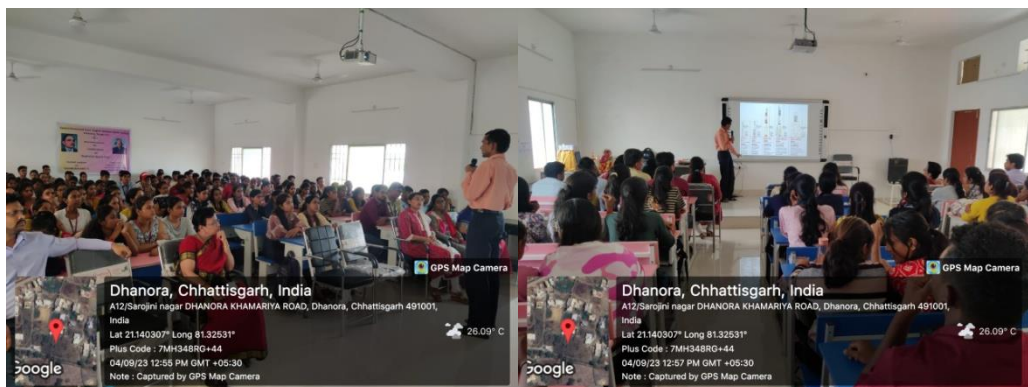 GPS Map Camera
Dhanora, Chhattisgarh, India
A12/Sarojini nagar DHANORA KHAMARIYA ROAD, Dhanora, Chhattisgarh 491001,
India
Lat 21.140307° Long 81.32531°
Plus Code : 7MH348RG+44
04/09/23 12:55 PM GMT +05:30
Note : Captured by GPS Map Camera
26.09° C
Google
GPS Map Camera
Dhanora, Chhattisgarh, India
A12/Sarojini nagar DHANORA KHAMARIYA ROAD, Dhanora, Chhattisgarh 491001,
India
Lat 21.140307° Long 81.32531°
Plus Code : 7MH348RG+44
04/09/23 12:57 PM GMT +05:30
Note : Captured by GPS Map Camera
26.09° C
Google